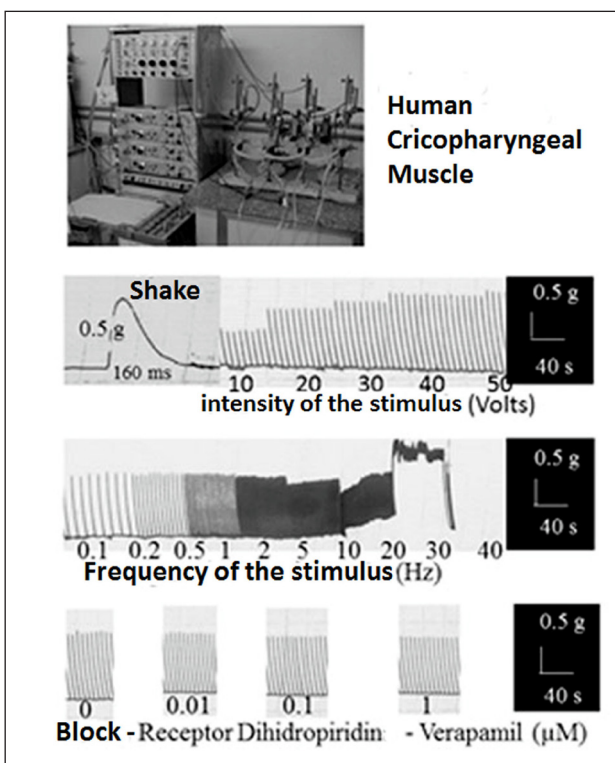 Human
Cricopharyngeal
Muscle
Shake
0.5 g
160 ms
0.5 g
40 s
10 20 30 40 50
intensity of the stimulus (Volts)
0.5 g
40 s
0.1 0.2 0.5 1 2 5 10 20 30 40
Frequency of the stimulus (Hz)
0.5 g
40 s
0 0.01 0.1 1
Block - Receptor Dihidropiridin - Verapamil (µM)